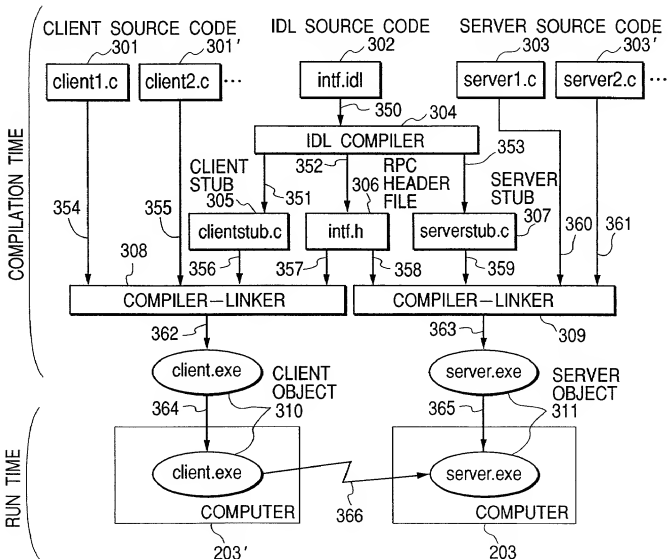 CLIENT SOURCE CODE
IDL SOURCE CODE
SERVER SOURCE CODE
301
301'
302
303
303'
client1.c
client2.c
...
intf.idl
server1.c
server2.c
...
350
304
IDL COMPILER
352
353
CLIENT
STUB
305
351
RPC
HEADER
FILE
306
SERVER
STUB
307
354
355
clientstub.c
intf.h
serverstub.c
360
361
308
356
357
358
359
COMPILER–LINKER
COMPILER–LINKER
362
363
309
client.exe
CLIENT
OBJECT
310
server.exe
SERVER
OBJECT
311
364
365
client.exe
server.exe
366
COMPUTER
COMPUTER
203'
203
COMPILATION TIME
RUN TIME